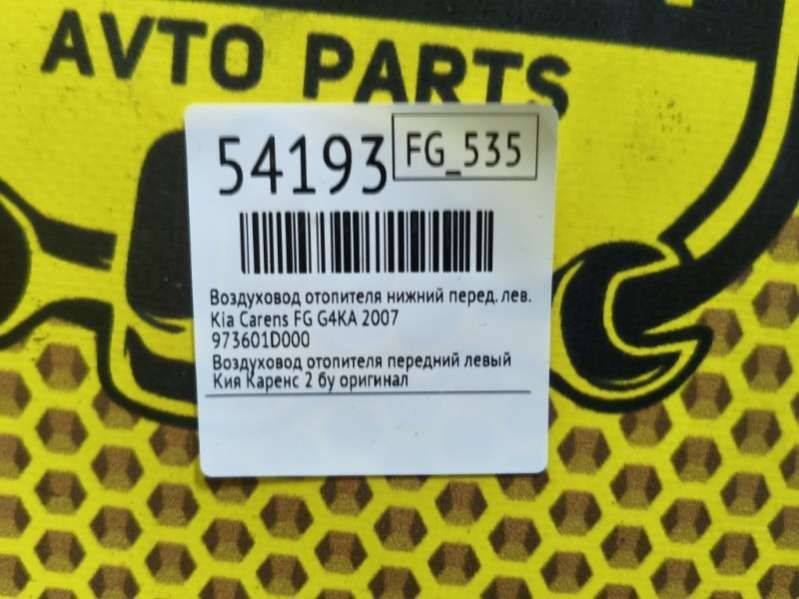 AVTO PARTS
54193
FG_535
Воздуховод отопителя нижний перед. лев.
Kia Carens FG G4KA 2007
973601D000
Воздуховод отопителя передний левый
Кия Каренс 2 бу оригинал